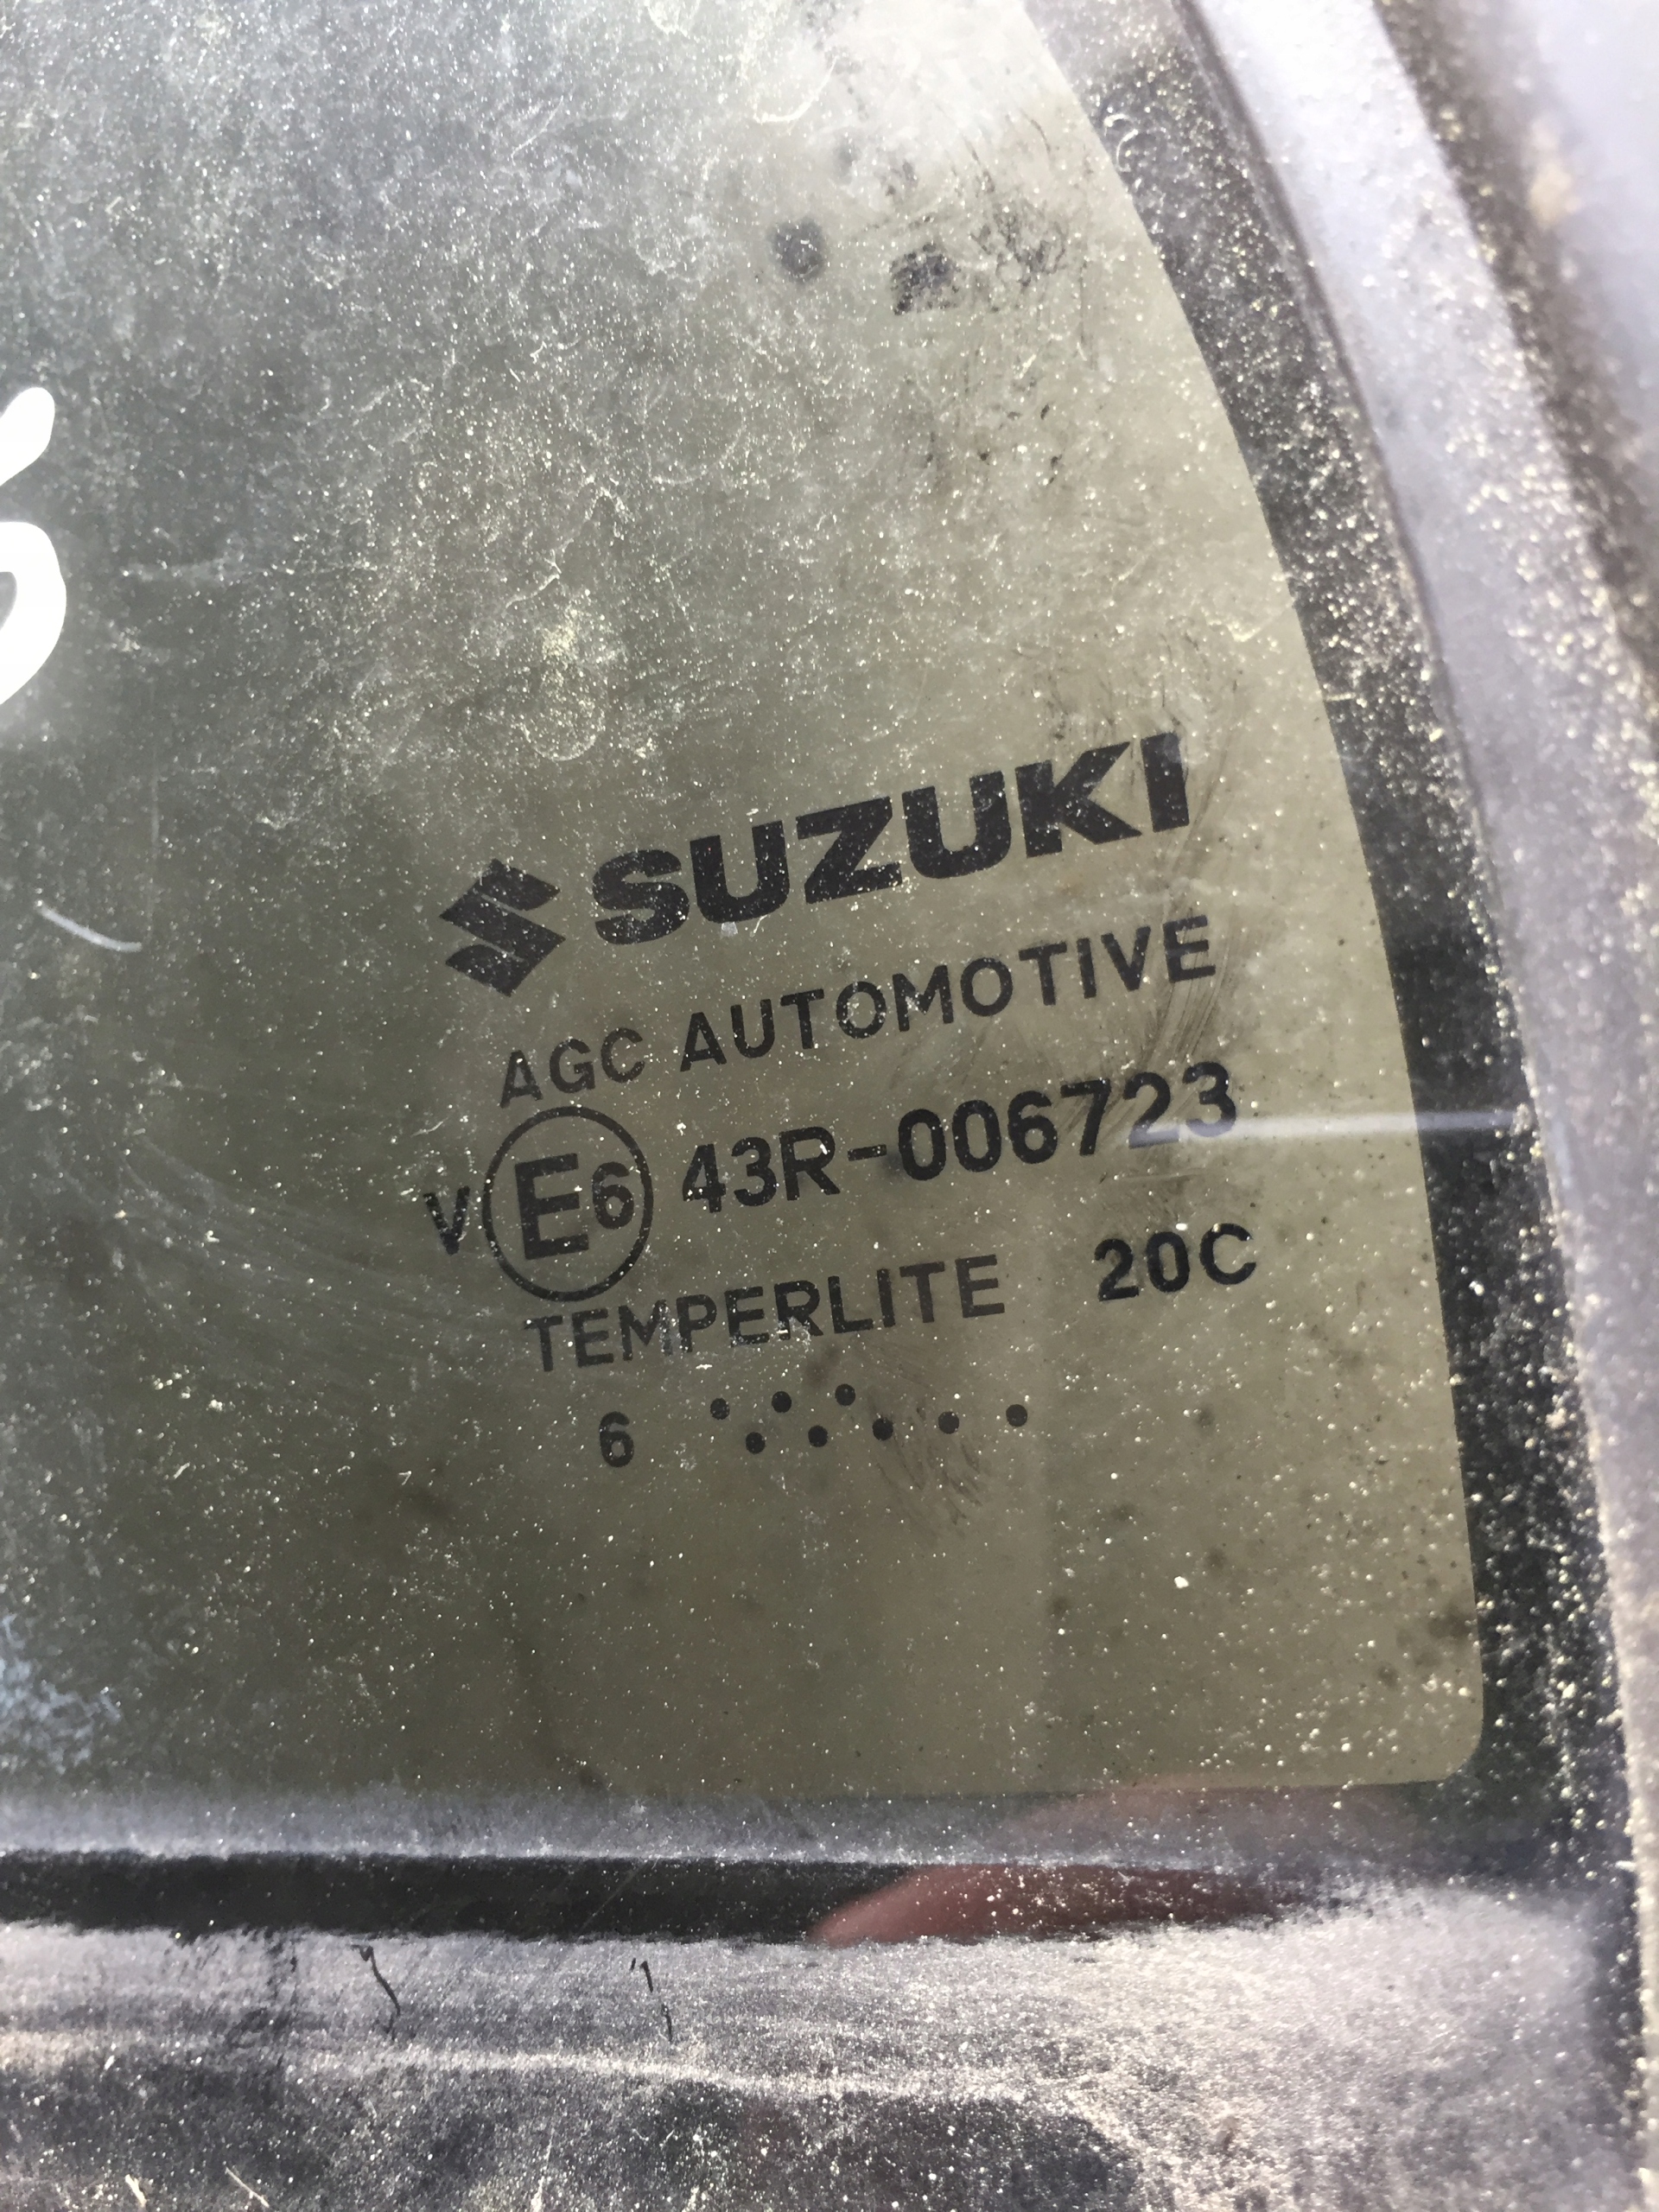 SUZUKI
AGC AUTOMOTIVE
V E6 43R-006723
TEMPERLITE 20C
6